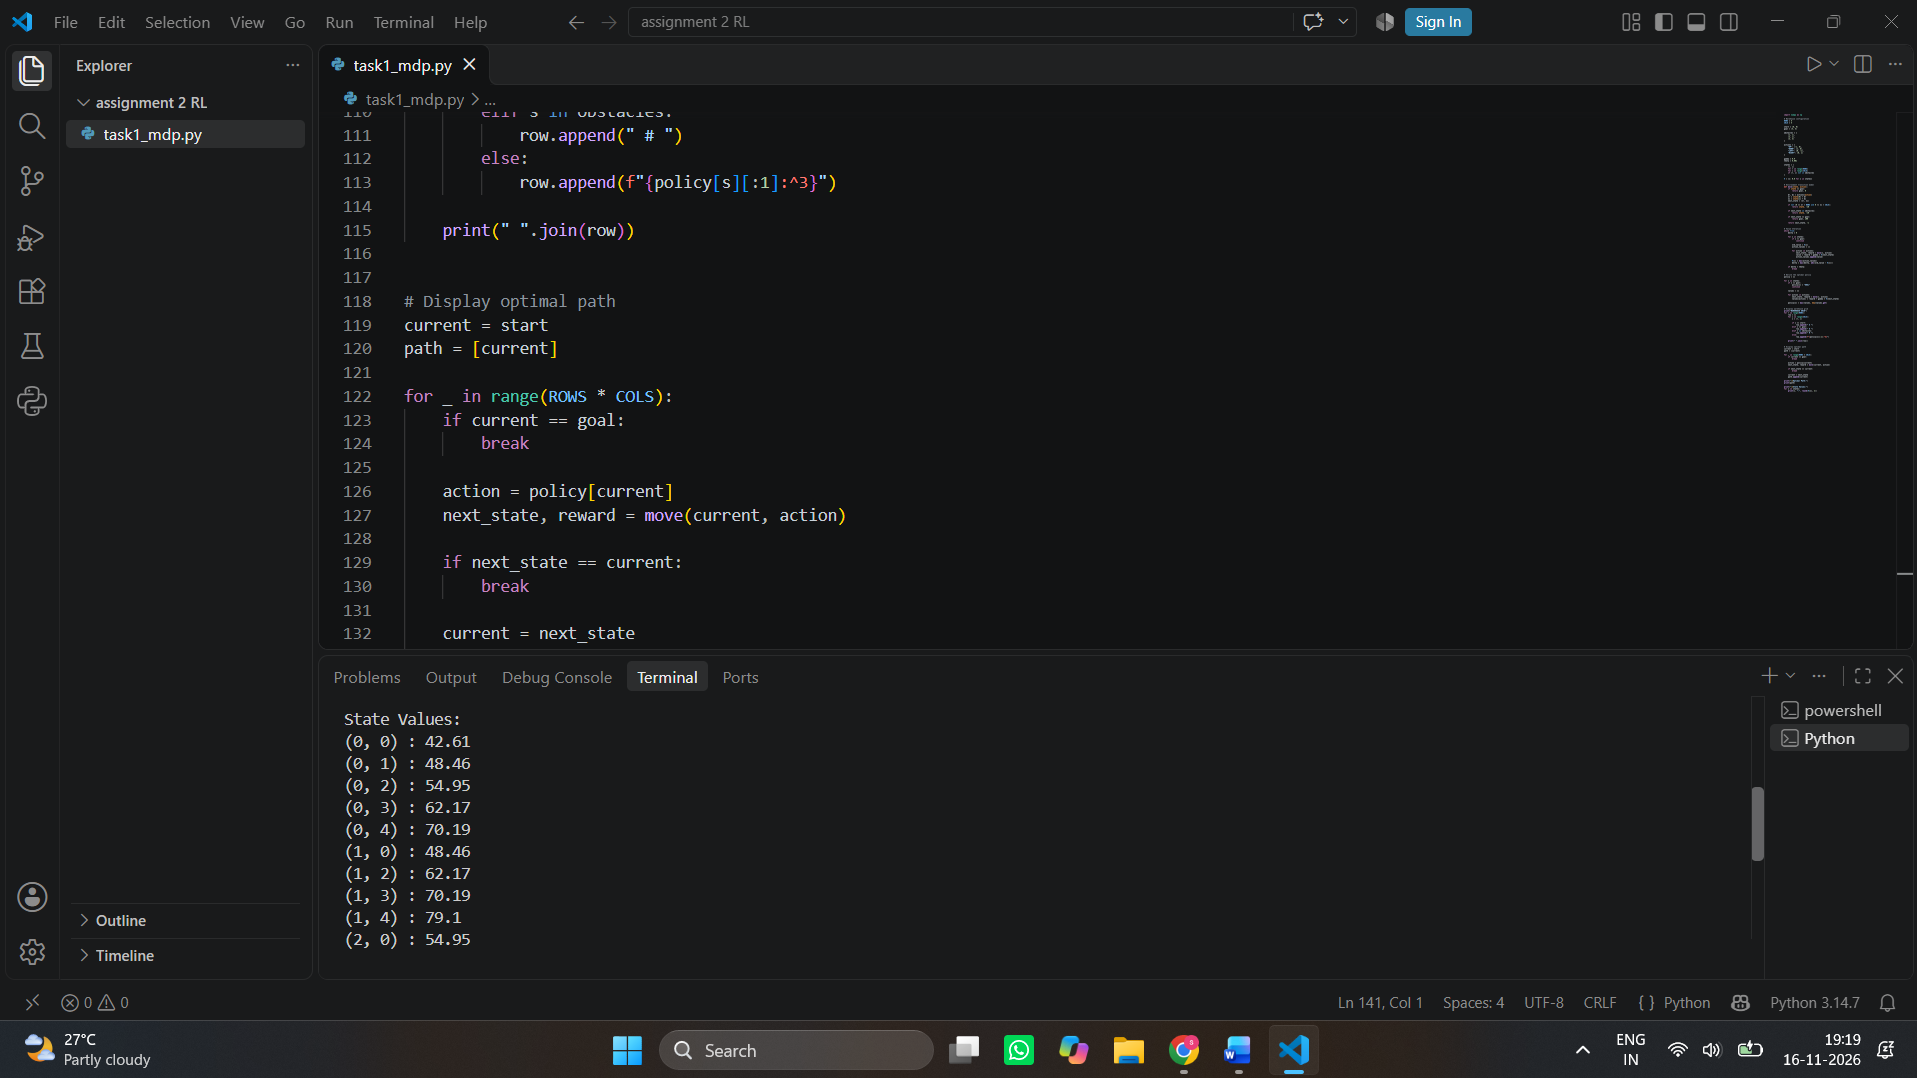 File Edit Selection View Go Run Terminal Help
assignment 2 RL
Sign In
Explorer
assignment 2 RL
task1_mdp.py
Outline
Timeline
task1_mdp.py
task1_mdp.py > ...
110 elif s in obstacles:
111 row.append(" # ")
112 else:
113 row.append(f"{policy[s][:1]:^3}")
114
115 print(" ".join(row))
116
117
118 # Display optimal path
119 current = start
120 path = [current]
121
122 for _ in range(ROWS * COLS):
123 if current == goal:
124 break
125
126 action = policy[current]
127 next_state, reward = move(current, action)
128
129 if next_state == current:
130 break
131
132 current = next_state
Problems Output Debug Console Terminal Ports
State Values:
(0, 0) : 42.61
(0, 1) : 48.46
(0, 2) : 54.95
(0, 3) : 62.17
(0, 4) : 70.19
(1, 0) : 48.46
(1, 2) : 62.17
(1, 3) : 70.19
(1, 4) : 79.1
(2, 0) : 54.95
powershell
Python
0 0
Ln 141, Col 1 Spaces: 4 UTF-8 CRLF { } Python Python 3.14.7
27°C
Partly cloudy
Search
ENG
IN
19:19
16-11-2026